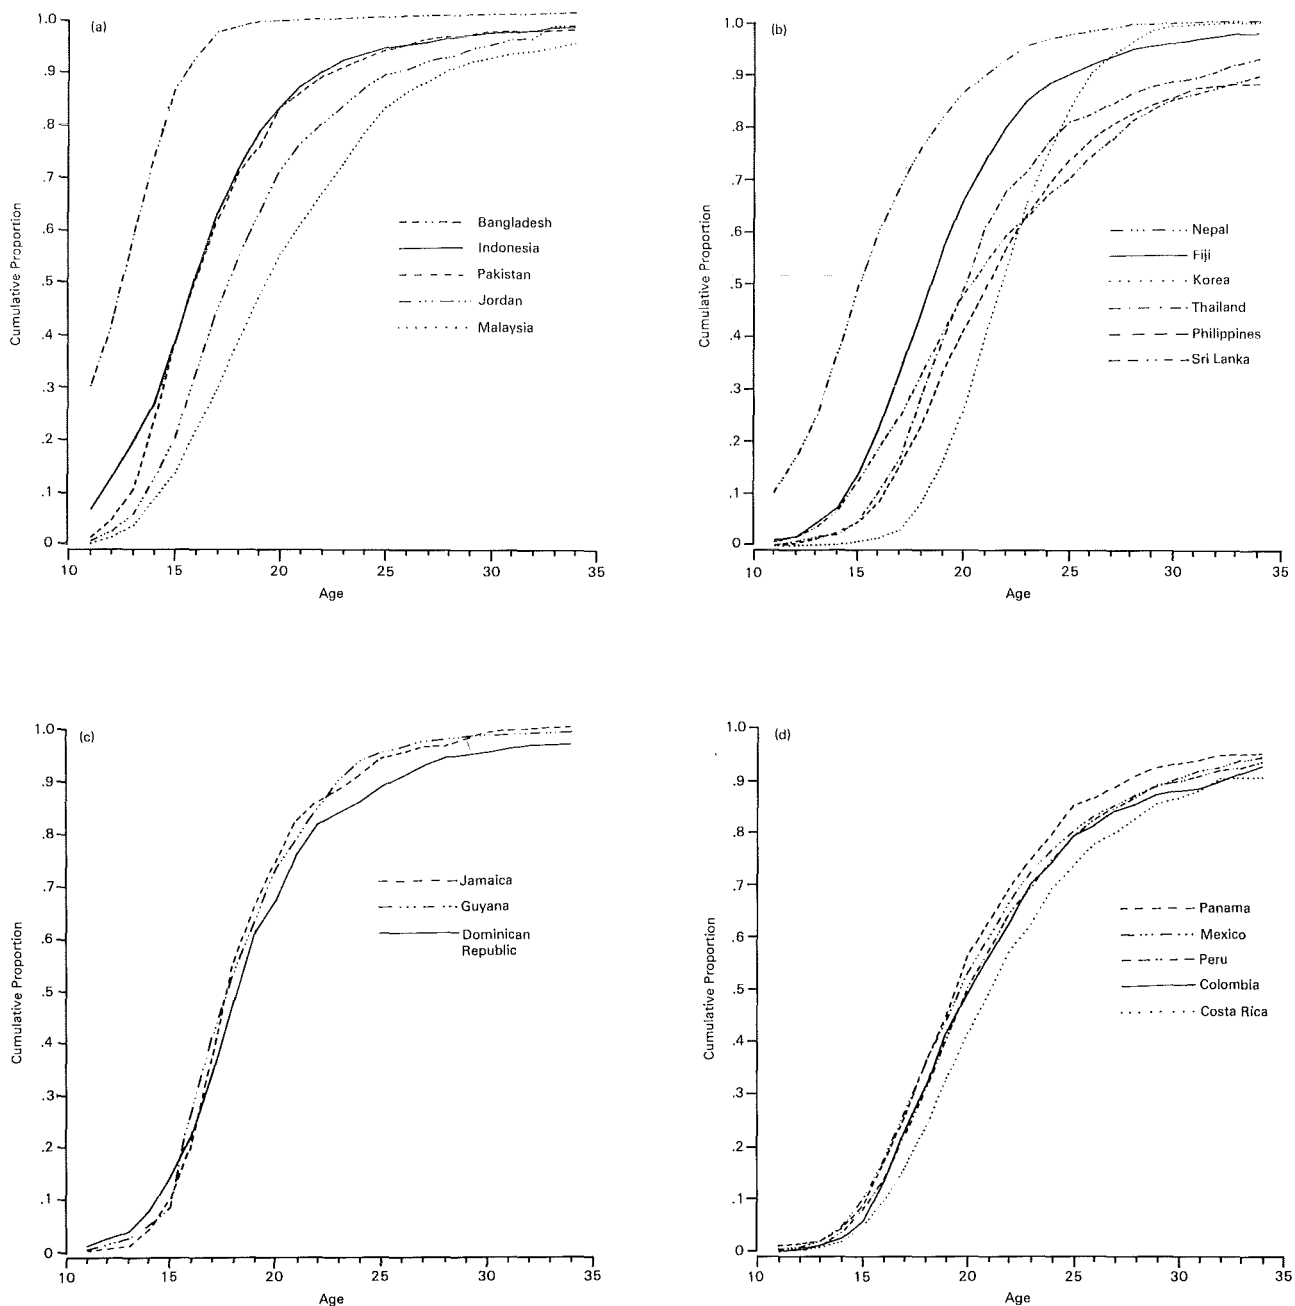 (a)
1.0
.9
.8
.7
.6
.5
.4
.3
.2
.1
0
Cumulative Proportion
10 15 20 25 30 35
Age
Bangladesh
Indonesia
Pakistan
Jordan
Malaysia
(b)
1.0
.9
.8
.7
.6
.5
.4
.3
.2
.1
0
Cumulative Proportion
10 15 20 25 30 35
Age
Nepal
Fiji
Korea
Thailand
Philippines
Sri Lanka
(c)
1.0
.9
.8
.7
.6
.5
.4
.3
.2
.1
0
Cumulative Proportion
10 15 20 25 30 35
Age
Jamaica
Guyana
Dominican
Republic
(d)
1.0
.9
.8
.7
.6
.5
.4
.3
.2
.1
0
Cumulative Proportion
10 15 20 25 30 35
Age
Panama
Mexico
Peru
Colombia
Costa Rica